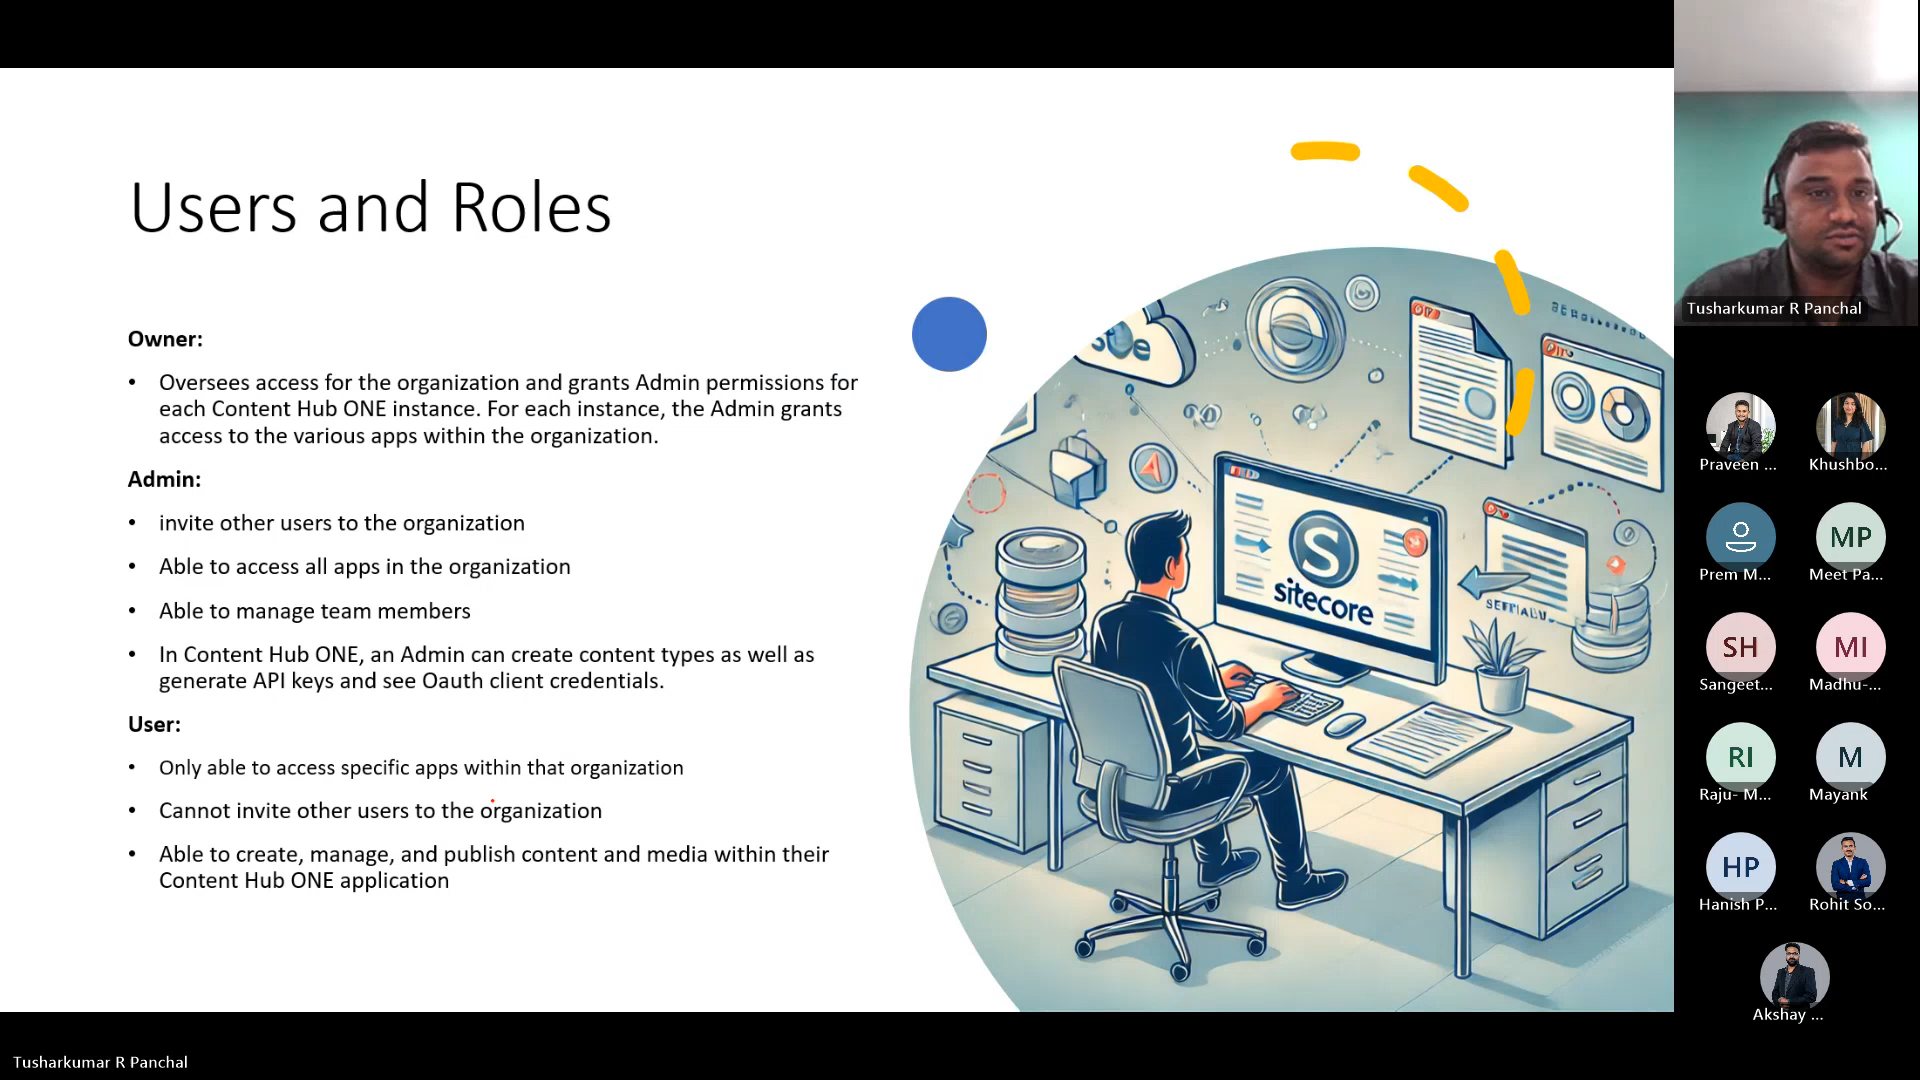 Users and Roles
Owner:
• Oversees access for the organization and grants Admin permissions for
each Content Hub ONE instance. For each instance, the Admin grants
access to the various apps within the organization.
Admin:
• invite other users to the organization
• Able to access all apps in the organization
• Able to manage team members
• In Content Hub ONE, an Admin can create content types as well as
generate API keys and see Oauth client credentials.
User:
• Only able to access specific apps within that organization
• Cannot invite other users to the organization
• Able to create, manage, and publish content and media within their
Content Hub ONE application
S
sitecore
Tusharkumar R Panchal
Praveen ...
Khushbo...
Prem M...
MP
Meet Pa...
SH
Sangeet...
MI
Madhu-...
RI
Raju- M...
M
Mayank
HP
Hanish P...
Rohit So...
Akshay ...
Tusharkumar R Panchal